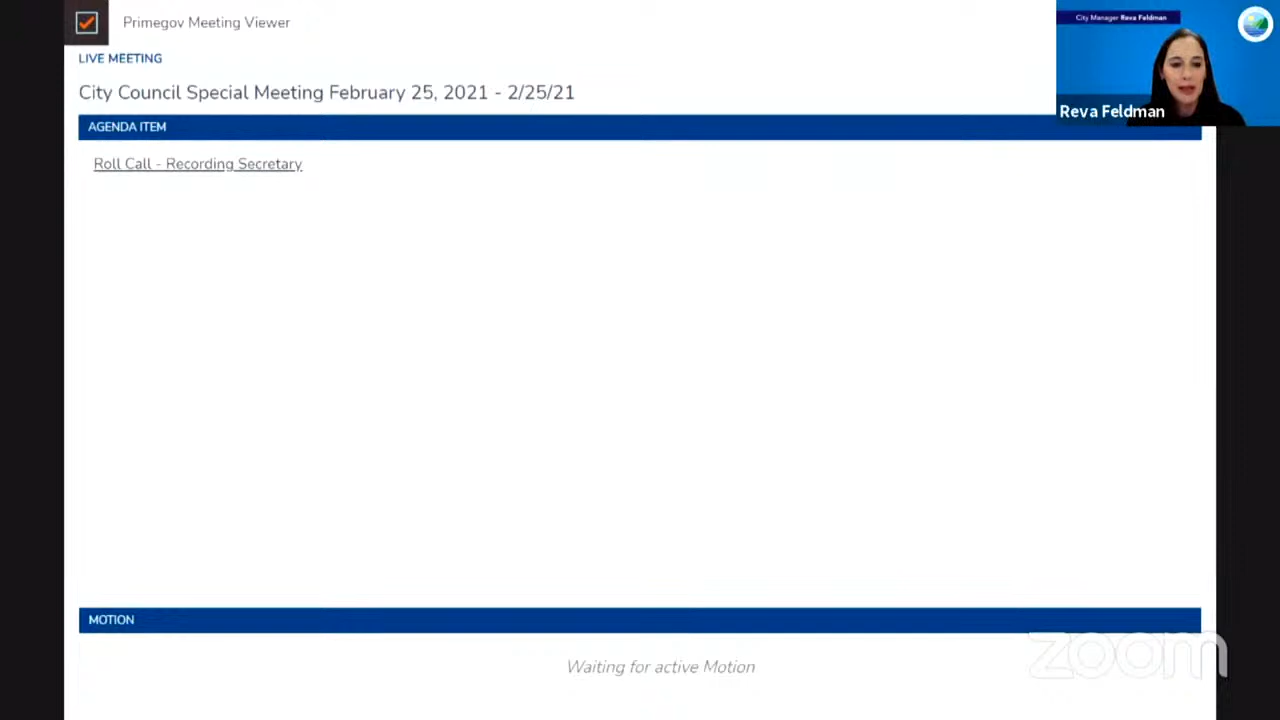 Primegov Meeting Viewer
City Manager Reva Feldman
LIVE MEETING
City Council Special Meeting February 25, 2021 - 2/25/21
Reva Feldman
AGENDA ITEM
Roll Call - Recording Secretary
MOTION
Waiting for active Motion
zoom